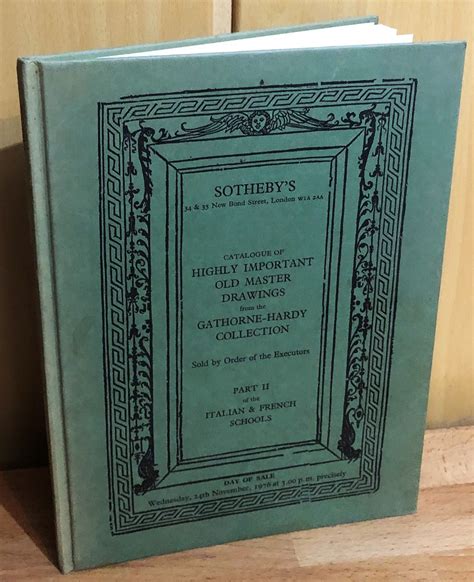 SOTHEBY'S
34 & 35 New Bond Street, London W1A 2AA
CATALOGUE OF
HIGHLY IMPORTANT
OLD MASTER
DRAWINGS
from the
GATHORNE-HARDY
COLLECTION
Sold by Order of the Executors
PART II
of the
ITALIAN & FRENCH
SCHOOLS
DAY OF SALE
Wednesday, 24th November, 1976 at 3.00 p.m. precisely